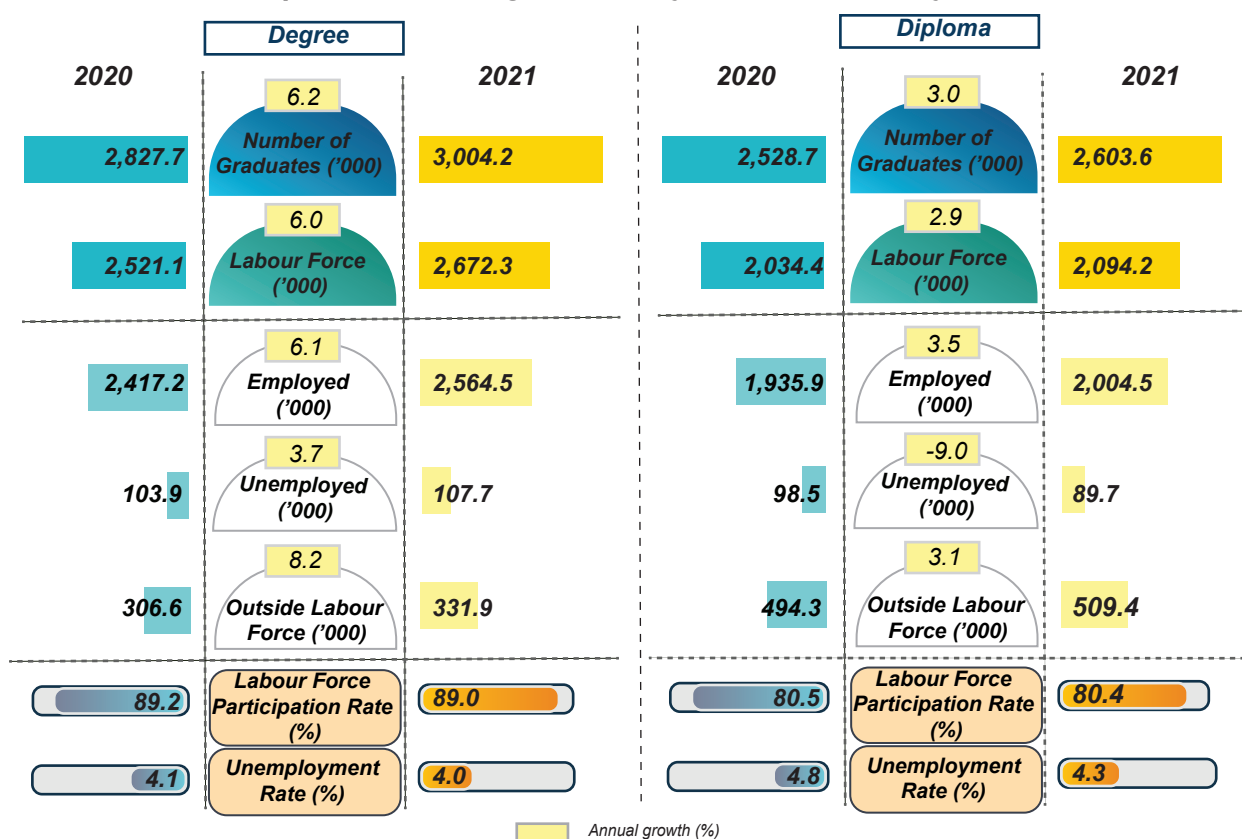 Degree
2020
2021
6.2
Number of
Graduates ('000)
2,827.7
3,004.2
6.0
Labour Force
('000)
2,521.1
2,672.3
6.1
Employed
('000)
2,417.2
2,564.5
3.7
Unemployed
('000)
103.9
107.7
8.2
Outside Labour
Force ('000)
306.6
331.9
Labour Force
Participation Rate
(%)
89.2
89.0
Unemployment
Rate (%)
4.1
4.0
Diploma
2020
2021
3.0
Number of
Graduates ('000)
2,528.7
2,603.6
2.9
Labour Force
('000)
2,034.4
2,094.2
3.5
Employed
('000)
1,935.9
2,004.5
-9.0
Unemployed
('000)
98.5
89.7
3.1
Outside Labour
Force ('000)
494.3
509.4
Labour Force
Participation Rate
(%)
80.5
80.4
Unemployment
Rate (%)
4.8
4.3
Annual growth (%)